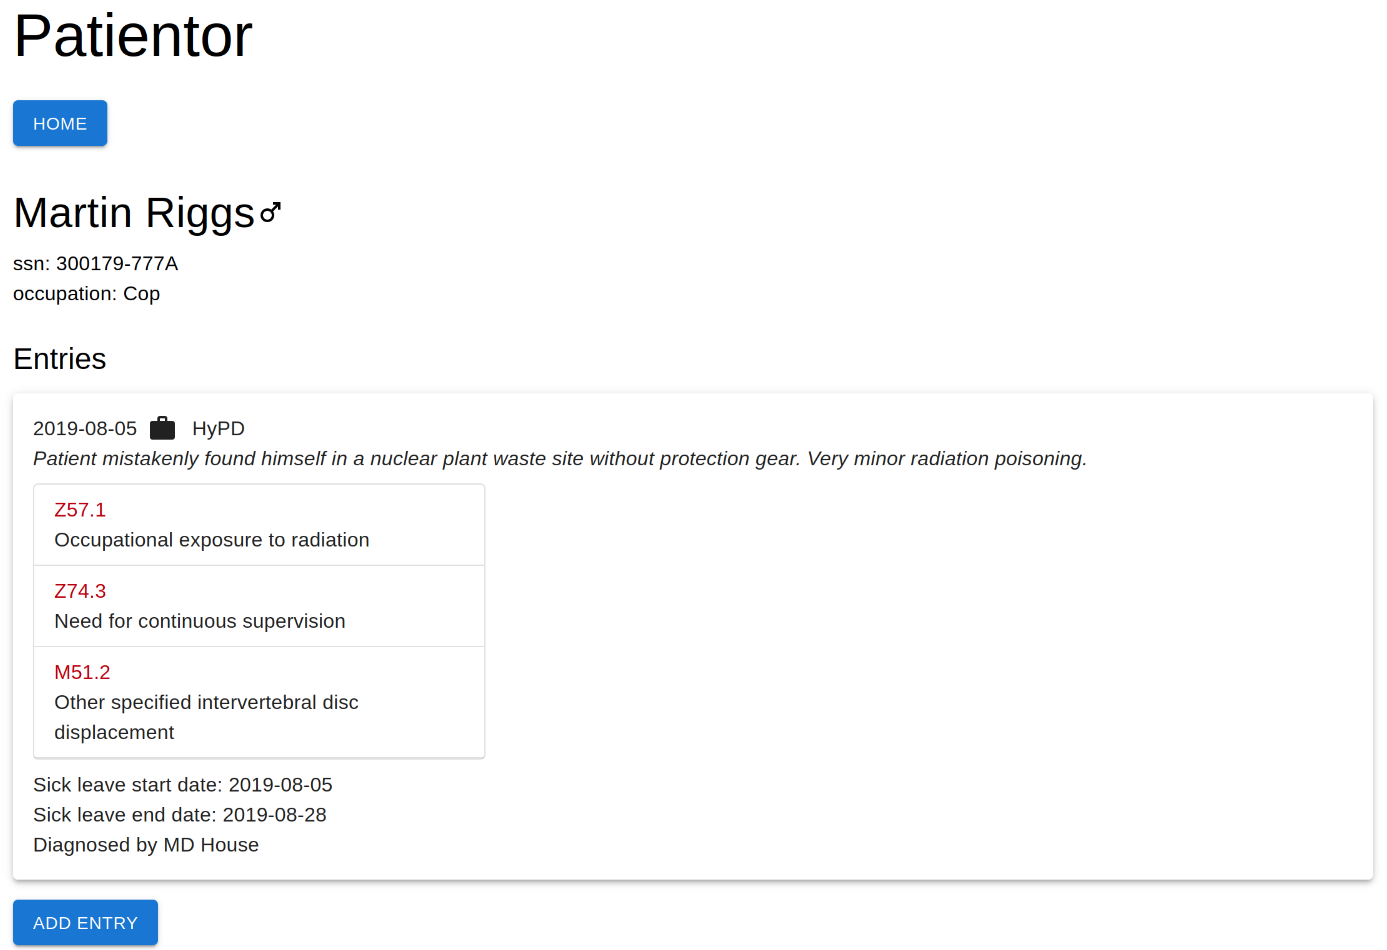 Patientor
HOME
Martin Riggs
ssn: 300179-777A
occupation: Cop
Entries
2019-08-05 HyPD
Patient mistakenly found himself in a nuclear plant waste site without protection gear. Very minor radiation poisoning.
Z57.1
Occupational exposure to radiation
Z74.3
Need for continuous supervision
M51.2
Other specified intervertebral disc
displacement
Sick leave start date: 2019-08-05
Sick leave end date: 2019-08-28
Diagnosed by MD House
ADD ENTRY